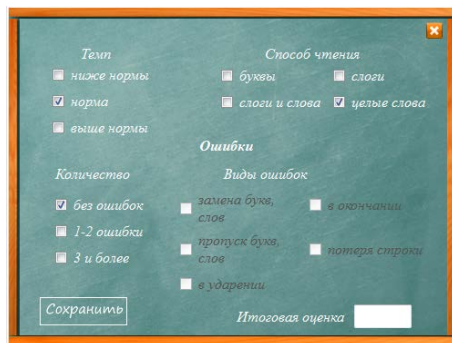 Темп
Способ чтения
ниже нормы
буквы
слоги
норма
слоги и слова
целые слова
выше нормы
Ошибки
Количество
Виды ошибок
без ошибок
замена букв,
слов
в окончании
1-2 ошибки
3 и более
пропуск букв,
слов
потеря строки
в ударении
Сохранить
Итоговая оценка